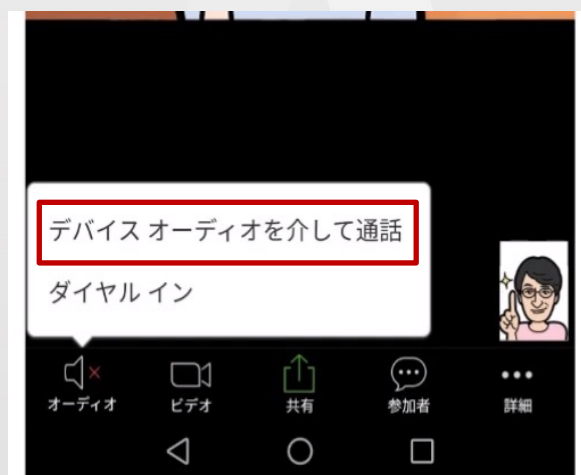 デバイス オーディオを介して通話
ダイヤル イン
オーディオ
ビデオ
共有
参加者
詳細